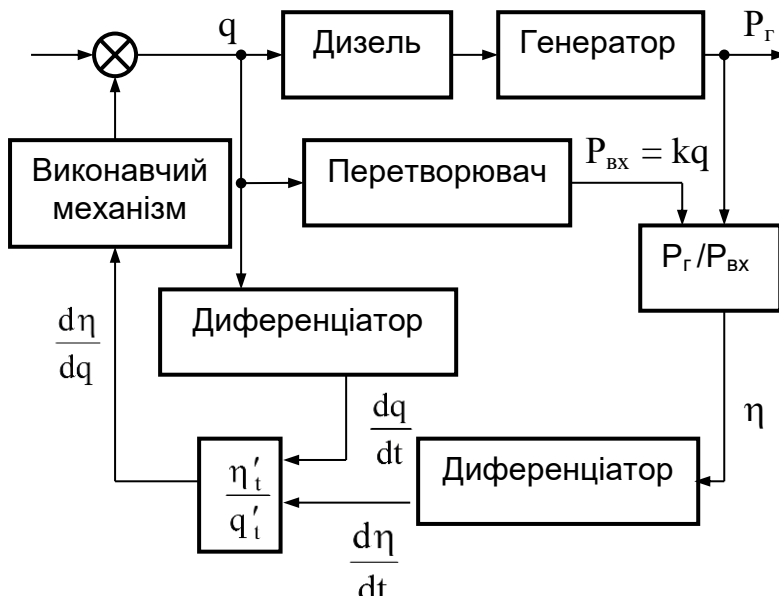 q
Дизель
Генератор
Pг
Виконавчий
механізм
Перетворювач
Pвх = kq
Pг /Pвх
Диференціатор
dη
dq
dq
dt
η
Диференціатор
η′t
q′t
dη
dt